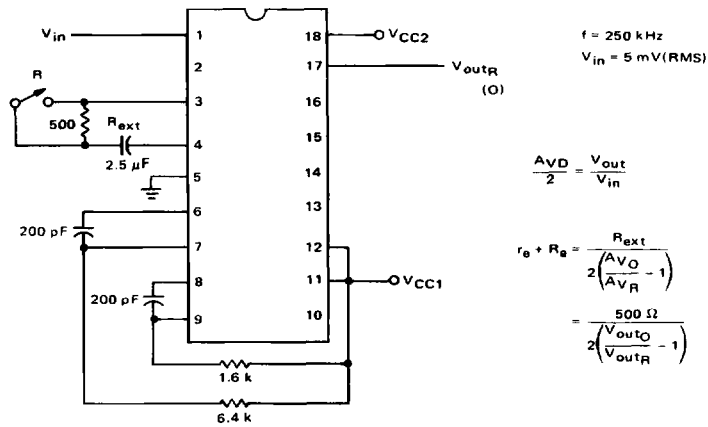 V_in
1
18
V_CC2
2
17
V_outR
(O)
R
3
16
500
R_ext
4
15
2.5 μF
5
14
6
13
200 pF
7
12
8
11
V_CC1
200 pF
9
10
1.6 k
6.4 k
f = 250 kHz
V_in = 5 mV(RMS)
A_VD / 2 = V_out / V_in
r_e + R_e = R_ext / 2(A_VO / A_VR - 1)
= 500 Ω / 2(V_outO / V_outR - 1)